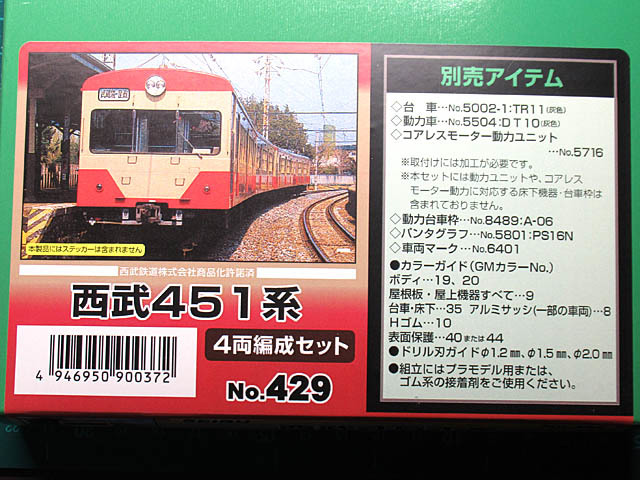 本製品にはステッカーは含まれません
西武鉄道株式会社商品化許諾済
西武451系
4両編成セット
No.429
4 946950 900372
別売アイテム
◇台 車…No.5002-1:TR11(灰色)
◇動力車…No.5504:DT10(灰色)
◇コアレスモーター動力ユニット
…No.5716
※取付けには加工が必要です。
※本セットには動力ユニットや、コアレス
モーター動力に対応する床下機器・台車枠は
含まれておりません。
◇動力台車枠…No.8489:A-06
◇パンタグラフ…No.5801:PS16N
◇車両マーク…No.6401
●カラーガイド(GMカラーNo.)
ボディ…19、20
屋根板・屋上機器すべて…9
台車・床下…35 アルミサッシ(一部の車両)…8
Hゴム…10
表面保護…40または44
●ドリル刃ガイドφ1.2㎜、φ1.5㎜、φ2.0㎜
●組立にはプラモデル用または、
ゴム系の接着剤をご使用ください。